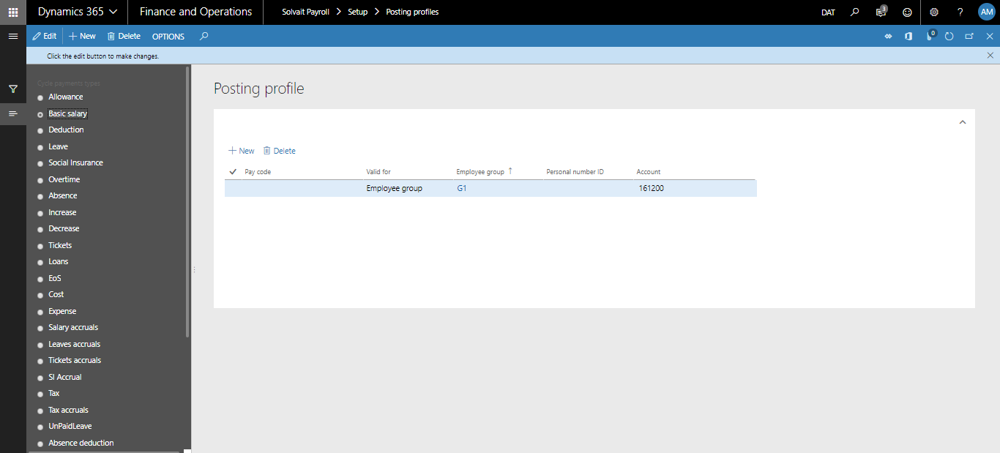 Dynamics 365 Finance and Operations Solvait Payroll > Setup > Posting profiles DAT 3 ? AM
Edit New Delete OPTIONS 0
Click the edit button to make changes.
Cycle payments types
Allowance
Basic salary
Deduction
Leave
Social Insurance
Overtime
Absence
Increase
Decrease
Tickets
Loans
EoS
Cost
Expense
Salary accruals
Leaves accruals
Tickets accruals
SI Accrual
Tax
Tax accruals
UnPaidLeave
Absence deduction
Posting profile
New Delete
Pay code Valid for Employee group Personal number ID Account
Employee group G1 161200